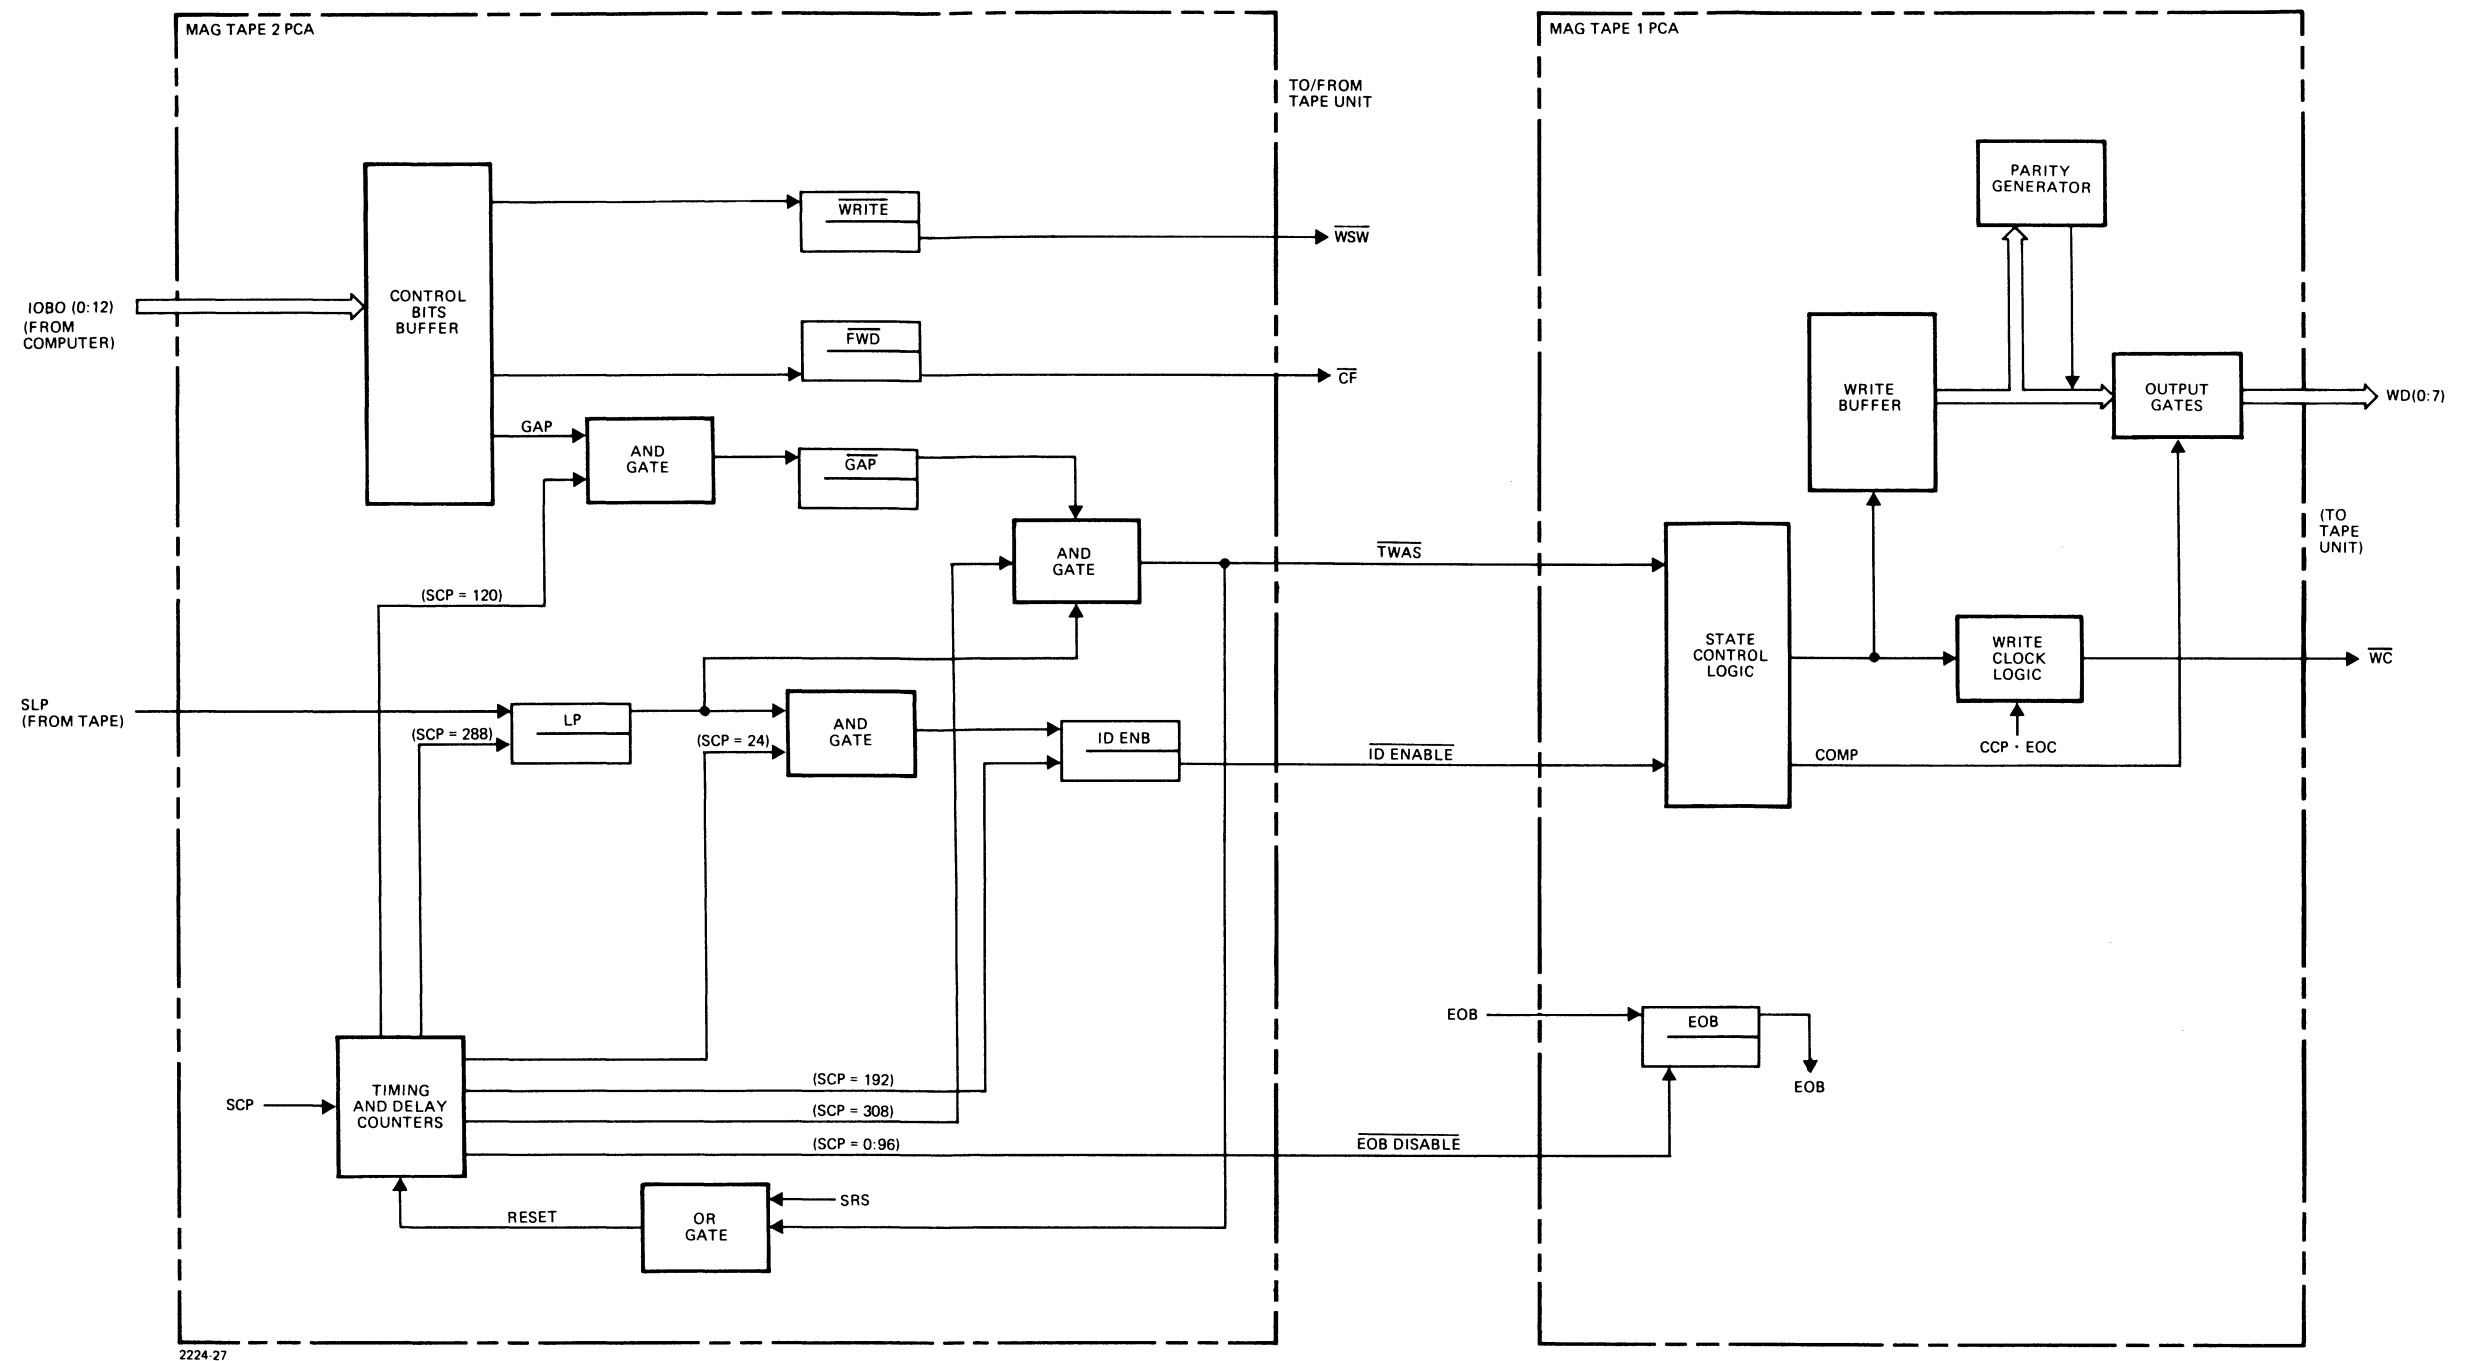 MAG TAPE 2 PCA
MAG TAPE 1 PCA
TO/FROM
TAPE UNIT
PARITY
GENERATOR
WRITE
WSW
IOBO (0:12)
(FROM
COMPUTER)
CONTROL
BITS
BUFFER
FWD
CF
WRITE
BUFFER
OUTPUT
GATES
WD(0:7)
GAP
AND
GATE
GAP
(TO
TAPE
UNIT)
AND
GATE
TWAS
(SCP = 120)
STATE
CONTROL
LOGIC
WRITE
CLOCK
LOGIC
WC
SLP
(FROM TAPE)
LP
(SCP = 288)
(SCP = 24)
AND
GATE
ID ENB
ID ENABLE
COMP
CCP · EOC
EOB
EOB
EOB
SCP
TIMING
AND DELAY
COUNTERS
(SCP = 192)
(SCP = 308)
(SCP = 0:96)
EOB DISABLE
RESET
OR
GATE
SRS
2224-27